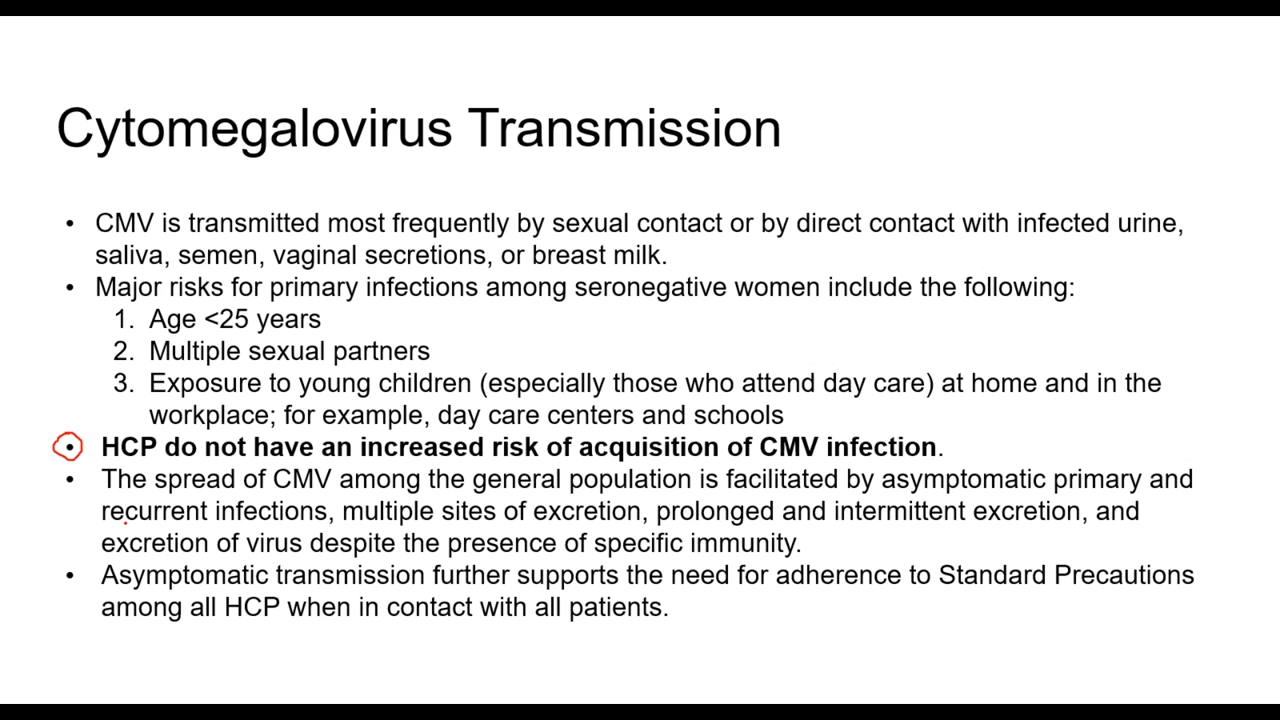 Cytomegalovirus Transmission
• CMV is transmitted most frequently by sexual contact or by direct contact with infected urine,
saliva, semen, vaginal secretions, or breast milk.
• Major risks for primary infections among seronegative women include the following:
1. Age <25 years
2. Multiple sexual partners
3. Exposure to young children (especially those who attend day care) at home and in the
workplace; for example, day care centers and schools
• HCP do not have an increased risk of acquisition of CMV infection.
• The spread of CMV among the general population is facilitated by asymptomatic primary and
recurrent infections, multiple sites of excretion, prolonged and intermittent excretion, and
excretion of virus despite the presence of specific immunity.
• Asymptomatic transmission further supports the need for adherence to Standard Precautions
among all HCP when in contact with all patients.